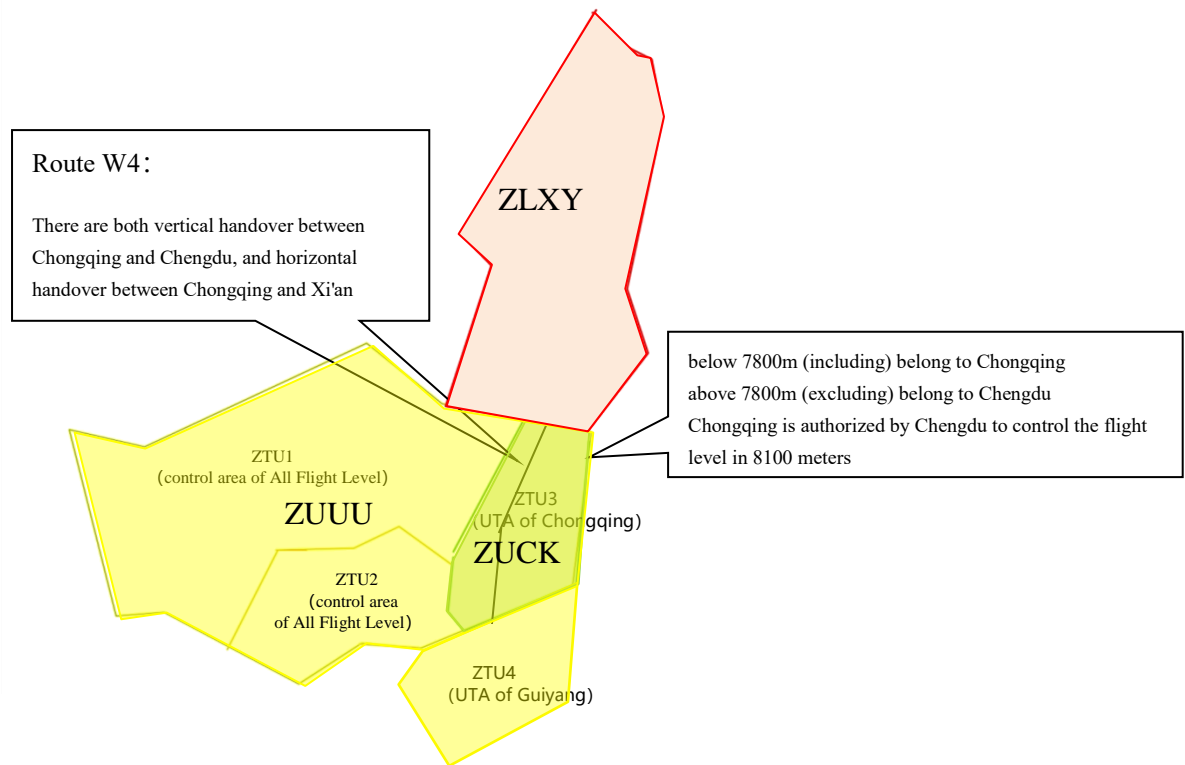 Route W4：
There are both vertical handover between
Chongqing and Chengdu, and horizontal
handover between Chongqing and Xi'an
ZLXY
below 7800m (including) belong to Chongqing
above 7800m (excluding) belong to Chengdu
Chongqing is authorized by Chengdu to control the flight
level in 8100 meters
ZTU1
(control area of All Flight Level)
ZUUU
ZTU3
(UTA of Chongqing)
ZUCK
ZTU2
(control area
of All Flight Level)
ZTU4
(UTA of Guiyang)